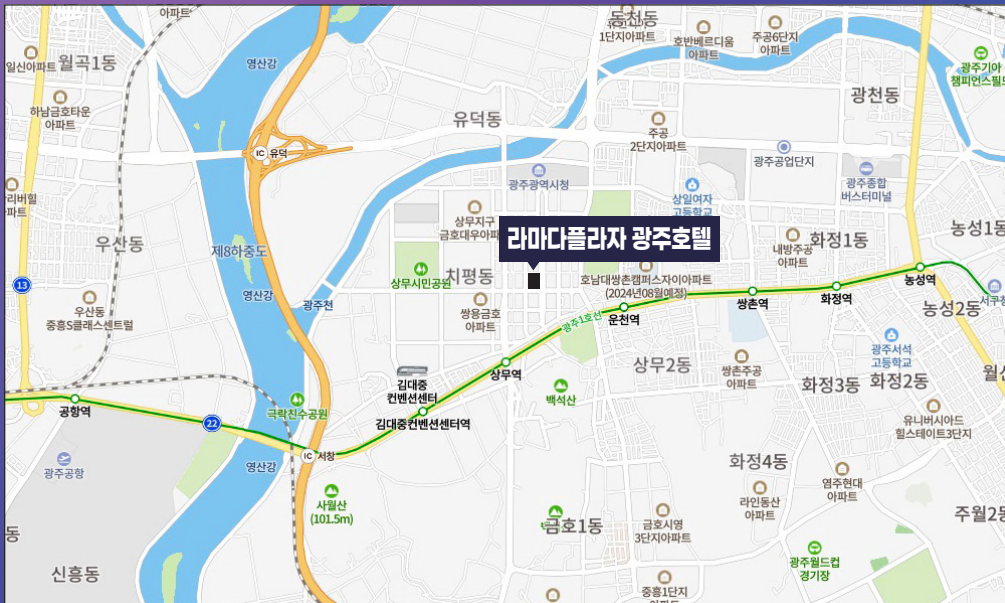 아파트
동천동
1단지아파트
호반베르디움
아파트
주공6단지
아파트
일신아파트
월곡1동
영산강
광주기아
챔피언스필드
하남금호타운
아파트
유덕동
광천동
주공
2단지아파트
IC 유덕
광주공업단지
광주광역시청
광주종합
버스터미널
상일여자
고등학교
리버힐
파트
상무지구
금호대우아파트
라마다플라자 광주호텔
우산동
제8하중도
내방주공
아파트
화정1동
농성1동
상무시민공원
치평동
호남대쌍촌캠퍼스자이아파트
(2024년08월예정)
농성역
13
영산강
광주천
쌍촌역
화정역
서구청
우산동
중흥S클래스센트럴
쌍용금호
아파트
광주1호선
운천역
농성2동
광주서석
고등학교
상무역
상무2동
쌍촌주공
아파트
화정3동
화정2동
월산
김대중
컨벤션센터
백석산
공항역
22
극락친수공원
김대중컨벤션센터역
유니버시아드
힐스테이트3단지
IC 서창
광주공항
영산강
화정4동
염주현대
아파트
사월산
(101.5m)
라인동산
아파트
금호1동
금호시영
3단지아파트
주월2동
동
광주월드컵
경기장
신흥동
중흥1단지
아파트